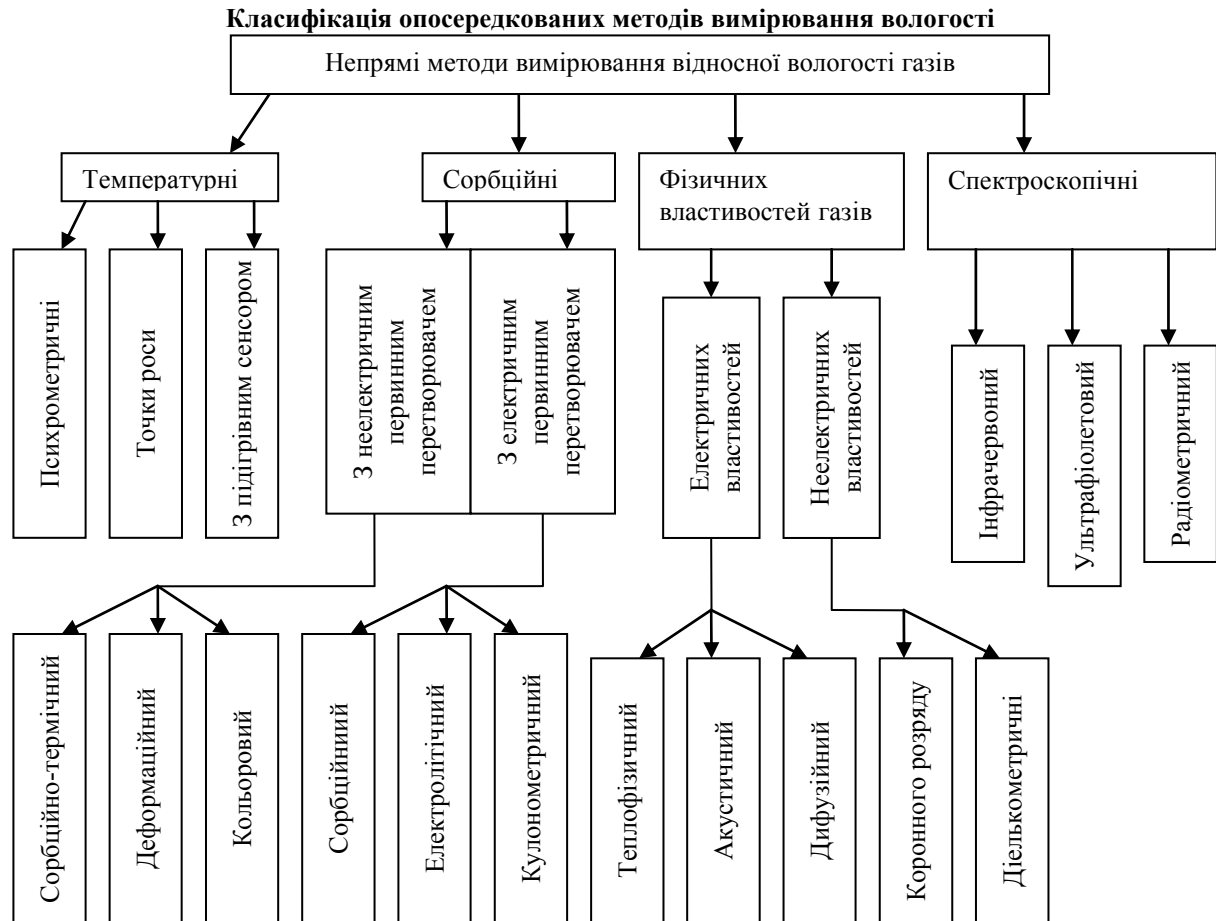 Класифікація опосередкованих методів вимірювання вологості
Непрямі методи вимірювання відносної вологості газів
Температурні
Сорбційні
Фізичних
властивостей газів
Спектроскопічні
Психрометричні
Точки роси
З підігрівним сенсором
З неелектричним
первинним
перетворювачем
З електричним
первинним
перетворювачем
Електричних
властивостей
Неелектричних
властивостей
Інфрачервоний
Ультрафіолетовий
Радіометричний
Сорбційно-термічний
Деформаційний
Кольоровий
Сорбційний
Електролітічний
Кулонометричний
Теплофізичний
Акустичний
Дифузійний
Коронного розряду
Діелькометричні